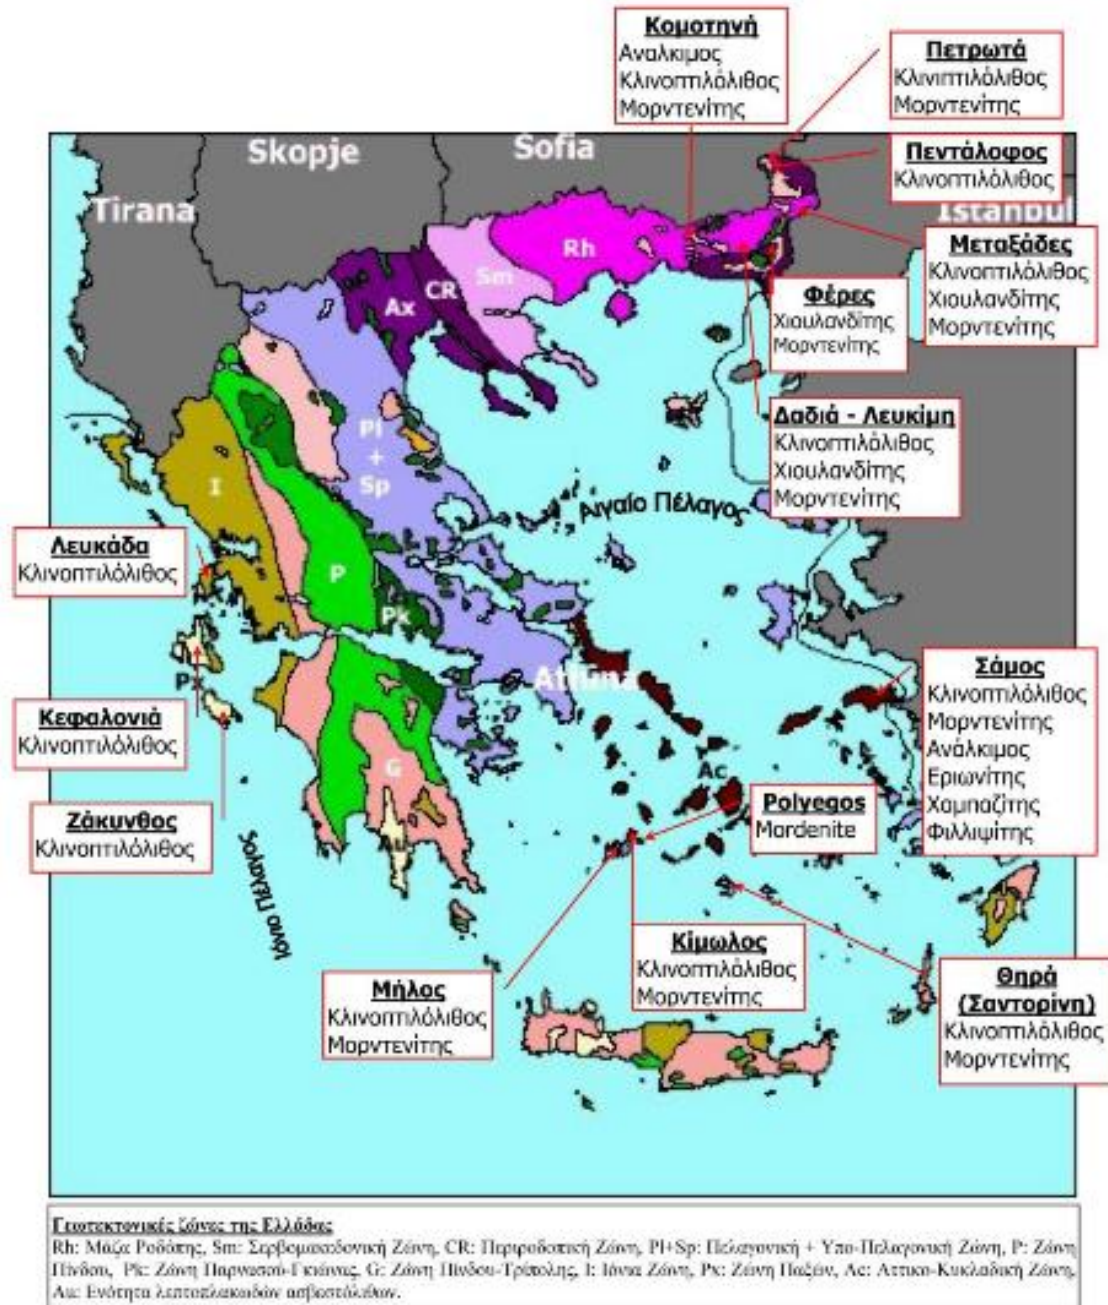 Κομοτηνή
Αναλκιμος
Κλινοπτιλόλιθος
Μορντενίτης
Πετρωτά
Κλινιπτιλόλιθος
Μορντενίτης
Πεντάλοφος
Κλινοπτιλόλιθος
Skopje
Sofia
Tirana
Istanbul
Μεταξάδες
Κλινοπτιλόλιθος
Χιουλανδίτης
Μορντενίτης
Rh
Sm
CR
Ax
Φέρες
Χιουλανδίτης
Μορντενίτης
Δαδιά - Λευκίμη
Κλινοπτιλόλιθος
Χιουλανδίτης
Μορντενίτης
Pl
+
Sp
I
Αιγαίο Πέλαγος
Λευκάδα
Κλινοπτιλόλιθος
P
Pk
Px
Κεφαλονιά
Κλινοπτιλόλιθος
Ζάκυνθος
Κλινοπτιλόλιθος
Σάμος
Κλινοπτιλόλιθος
Μορντενίτης
Ανάλκιμος
Εριωνίτης
Χαμπαζίτης
Φιλλιψίτης
Ac
G
Au
Polyegos
Mordenite
Ιόνιο Πέλαγος
Μήλος
Κλινοπτιλόλιθος
Μορντενίτης
Κίμωλος
Κλινοπτιλόλιθος
Μορντενίτης
Θηρά
(Σαντορίνη)
Κλινοπτιλόλιθος
Μορντενίτης
Γεωτεκτονικές ζώνες της Ελλάδας
Rh: Μάζα Ροδόπης, Sm: Σερβομακεδονική Ζώνη, CR: Περιροδοπική Ζώνη, Pl+Sp: Πελαγονική + Υπο-Πελαγονική Ζώνη, P: Ζώνη
Πίνδου, Pk: Ζώνη Παρνασού-Γκιώνας, G: Ζώνη Πίνδου-Τρίπολης, I: Ιόνια Ζώνη, Px: Ζώνη Παξών, Ac: Αττικο-Κυκλαδική Ζώνη,
Au: Ενότητα λεπτοπλακωδών ασβεστόλιθων.